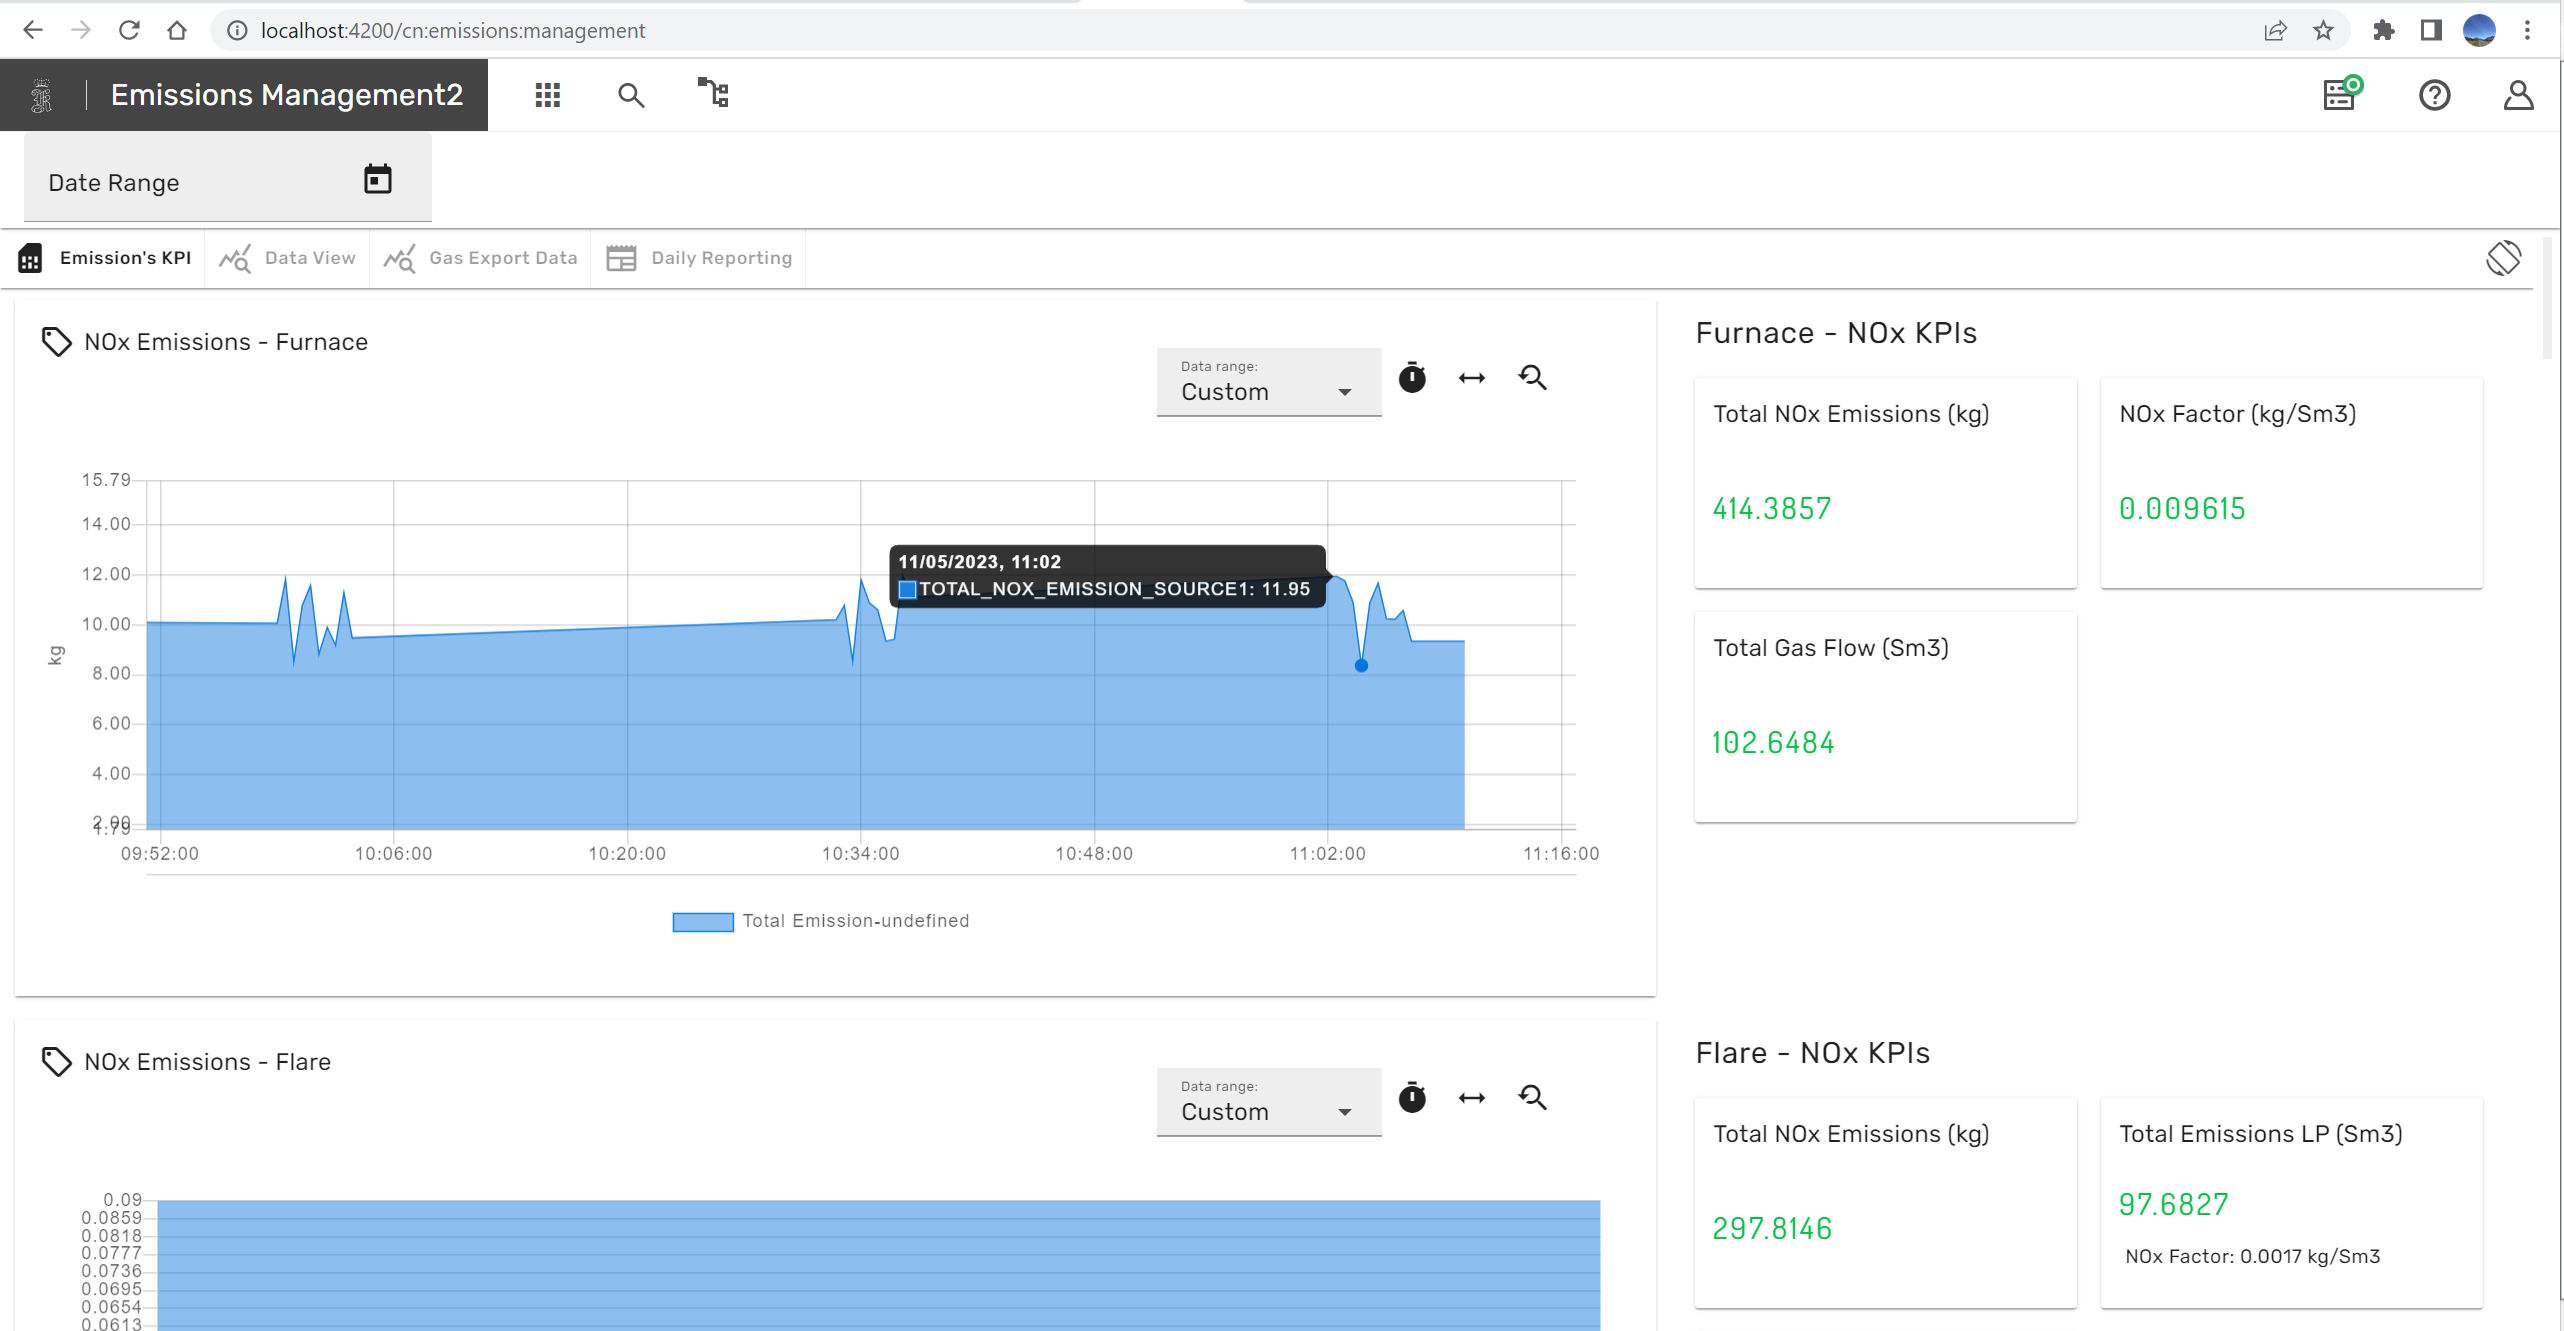 localhost:4200/cn:emissions:management
Emissions Management2
Date Range
Emission's KPI
Data View
Gas Export Data
Daily Reporting
NOx Emissions - Furnace
Data range:
Custom
15.79
14.00
12.00
10.00
8.00
6.00
4.00
2.00
1.79
kg
11/05/2023, 11:02
TOTAL_NOX_EMISSION_SOURCE1: 11.95
09:52:00
10:06:00
10:20:00
10:34:00
10:48:00
11:02:00
11:16:00
Total Emission-undefined
Furnace - NOx KPIs
Total NOx Emissions (kg)
414.3857
NOx Factor (kg/Sm3)
0.009615
Total Gas Flow (Sm3)
102.6484
NOx Emissions - Flare
Data range:
Custom
0.09
0.0859
0.0818
0.0777
0.0736
0.0695
0.0654
0.0613
Flare - NOx KPIs
Total NOx Emissions (kg)
297.8146
Total Emissions LP (Sm3)
97.6827
NOx Factor: 0.0017 kg/Sm3